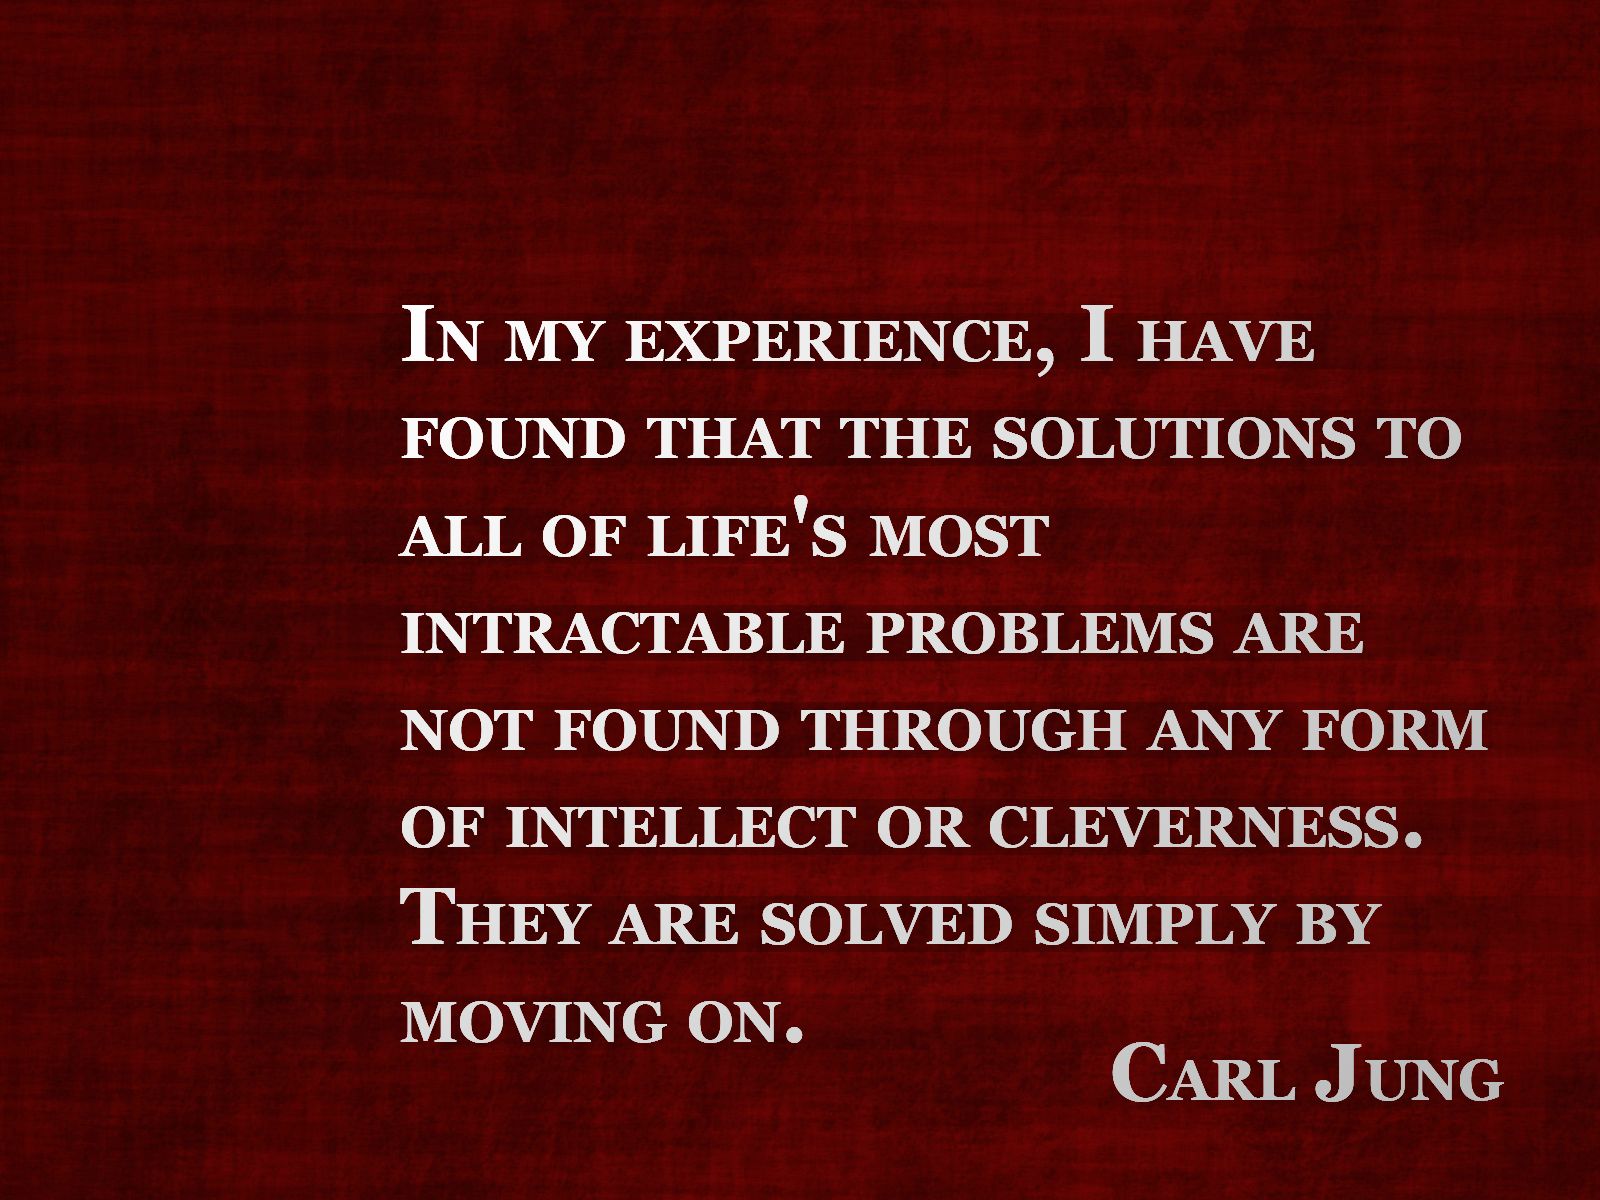 In my experience, I have
found that the solutions to
all of life's most
intractable problems are
not found through any form
of intellect or cleverness.
They are solved simply by
moving on.
Carl Jung